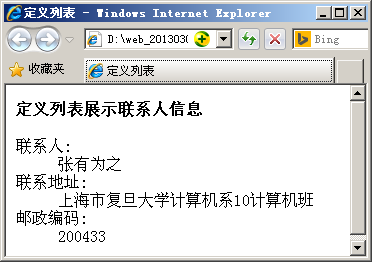 定义列表 - Windows Internet Explorer
D:\web_201303
Bing
收藏夹
定义列表
定义列表展示联系人信息
联系人:
张有为之
联系地址:
上海市复旦大学计算机系10计算机班
邮政编码:
200433